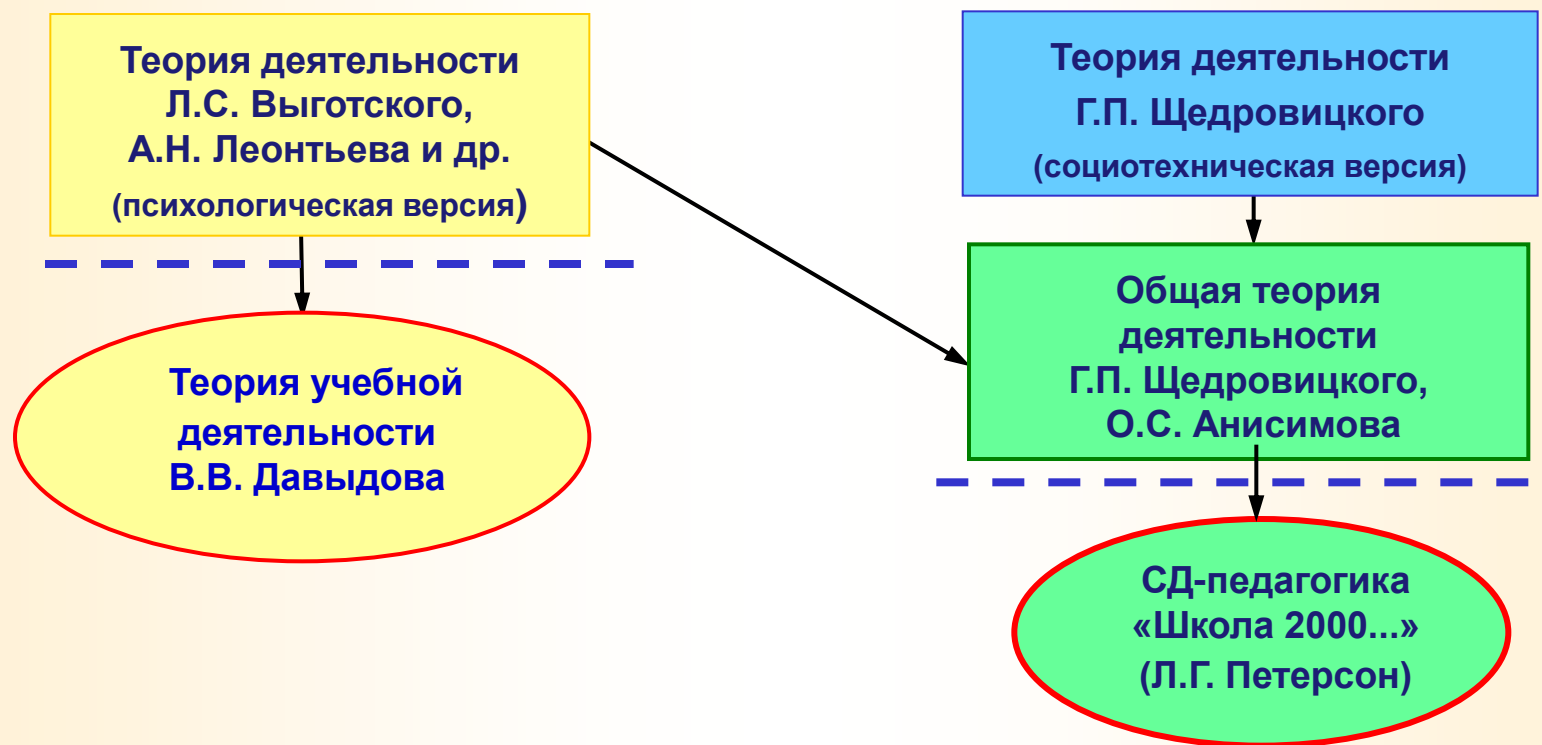 Теория деятельности
Л.С. Выготского,
А.Н. Леонтьева и др.
(психологическая версия)
Теория деятельности
Г.П. Щедровицкого
(социотехническая версия)
Общая теория
деятельности
Г.П. Щедровицкого,
О.С. Анисимова
Теория учебной
деятельности
В.В. Давыдова
СД-педагогика
«Школа 2000...»
(Л.Г. Петерсон)